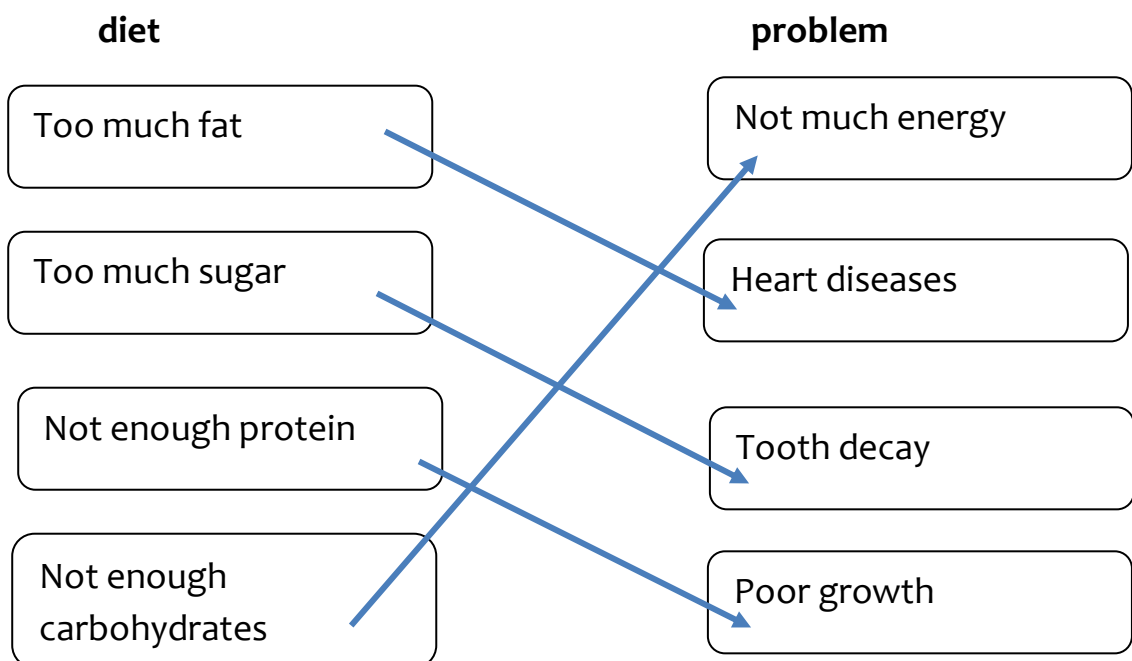 diet
problem
Too much fat
Not much energy
Too much sugar
Heart diseases
Not enough protein
Tooth decay
Not enough
carbohydrates
Poor growth